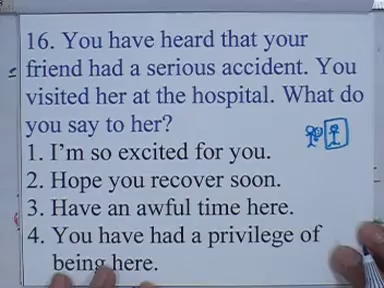 16. You have heard that your
friend had a serious accident. You
visited her at the hospital. What do
you say to her?
1. I'm so excited for you.
2. Hope you recover soon.
3. Have an awful time here.
4. You have had a privilege of
being here.